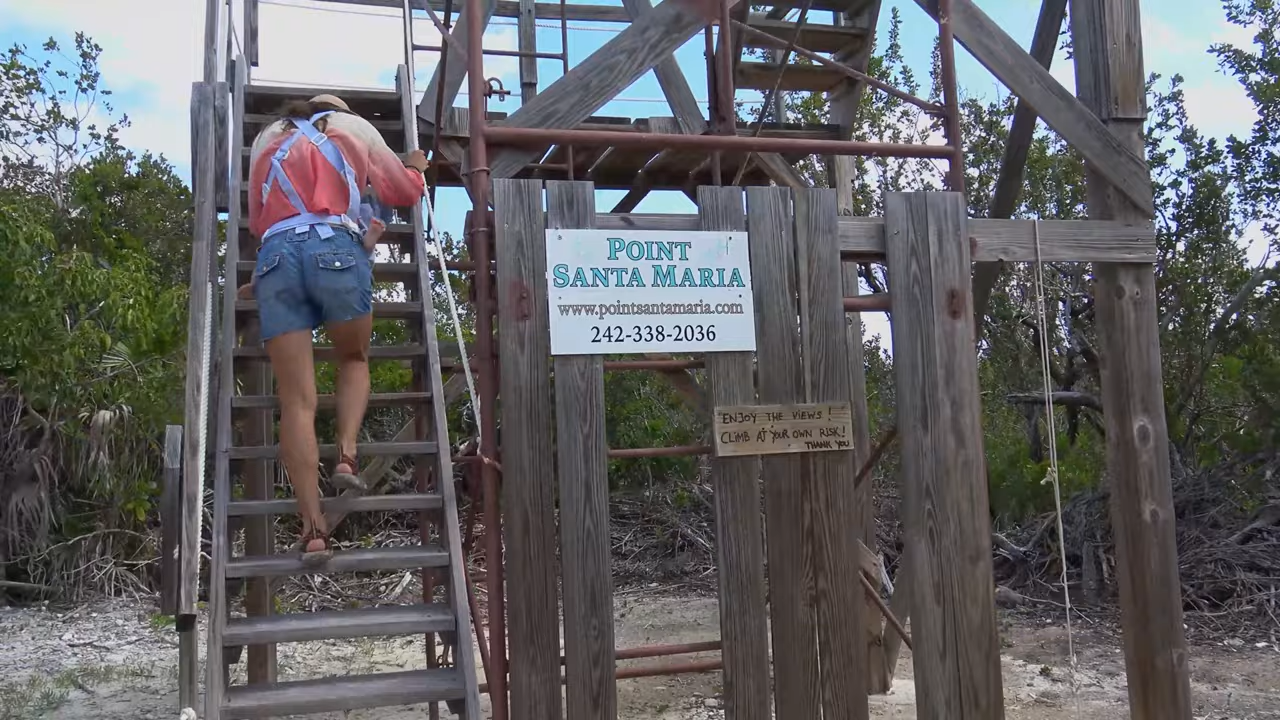 POINT
SANTA MARIA
www.pointsantamaria.com
242-338-2036
ENJOY THE VIEWS!
CLIMB AT YOUR OWN RISK!
THANK YOU